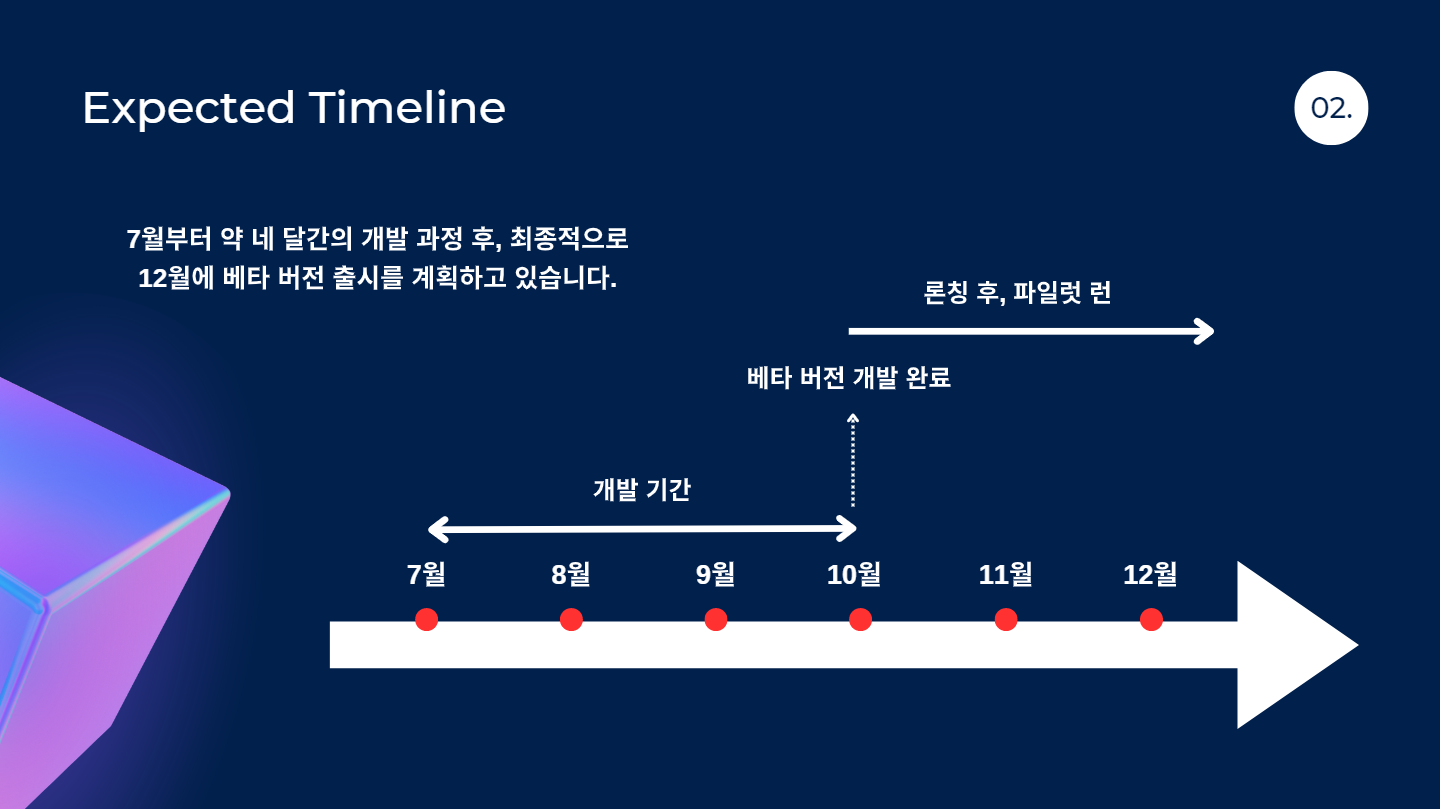 Expected Timeline
02.
7월부터 약 네 달간의 개발 과정 후, 최종적으로
12월에 베타 버전 출시를 계획하고 있습니다.
론칭 후, 파일럿 런
베타 버전 개발 완료
개발 기간
7월
8월
9월
10월
11월
12월